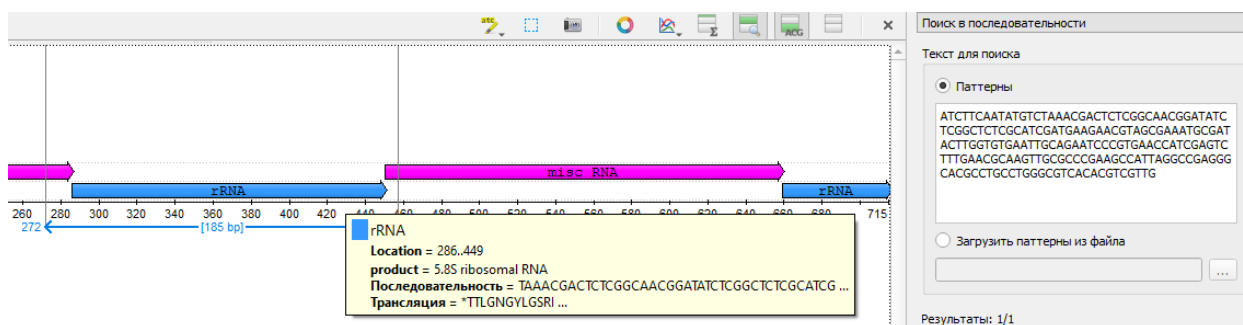 abc
Σ
ACG
×
Поиск в последовательности
Текст для поиска
Паттерны
ATCTTCAATATGTCTAAACGACTCTCGGCAACGGATATC
TCGGCTCTCGCATCGATGAAGAACGTAGCGAAATGCGAT
ACTTGGTGTGAATTGCAGAATCCCGTGAACCATCGAGTC
TTTGAACGCAAGTTGCGCCCGAAGCCATTAGGCCGAGGG
CACGCCTGCCTGGGCGTCACACGTCGTTG
misc RNA
rRNA
rRNA
260 280 300 320 340 360 380 400 420 440 460 480 500 520 540 560 580 600 620 640 660 680 715
272
[185 bp]
rRNA
Location = 286..449
product = 5.8S ribosomal RNA
Последовательность = TAAACGACTCTCGGCAACGGATATCTCGGCTCTCGCATCG ...
Трансляция = *TTLGNGYLGSRI ...
Загрузить паттерны из файла
...
Результаты: 1/1